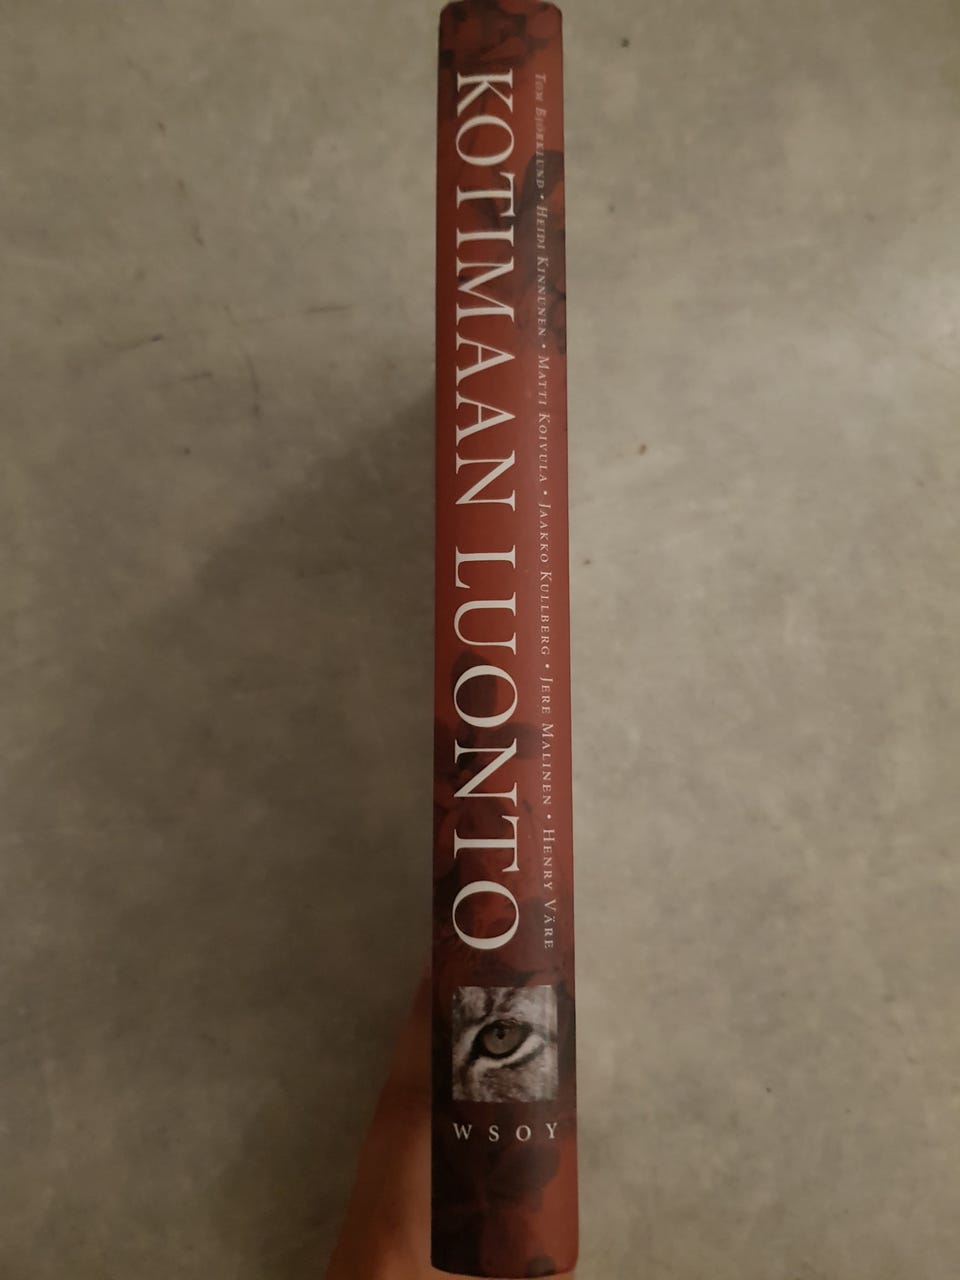 Tom Björklund • Heidi Kinnunen • Matti Koivula • Jaakko Kullberg • Jere Malinen • Henry Väre
KOTIMAAN LUONTO
WSOY